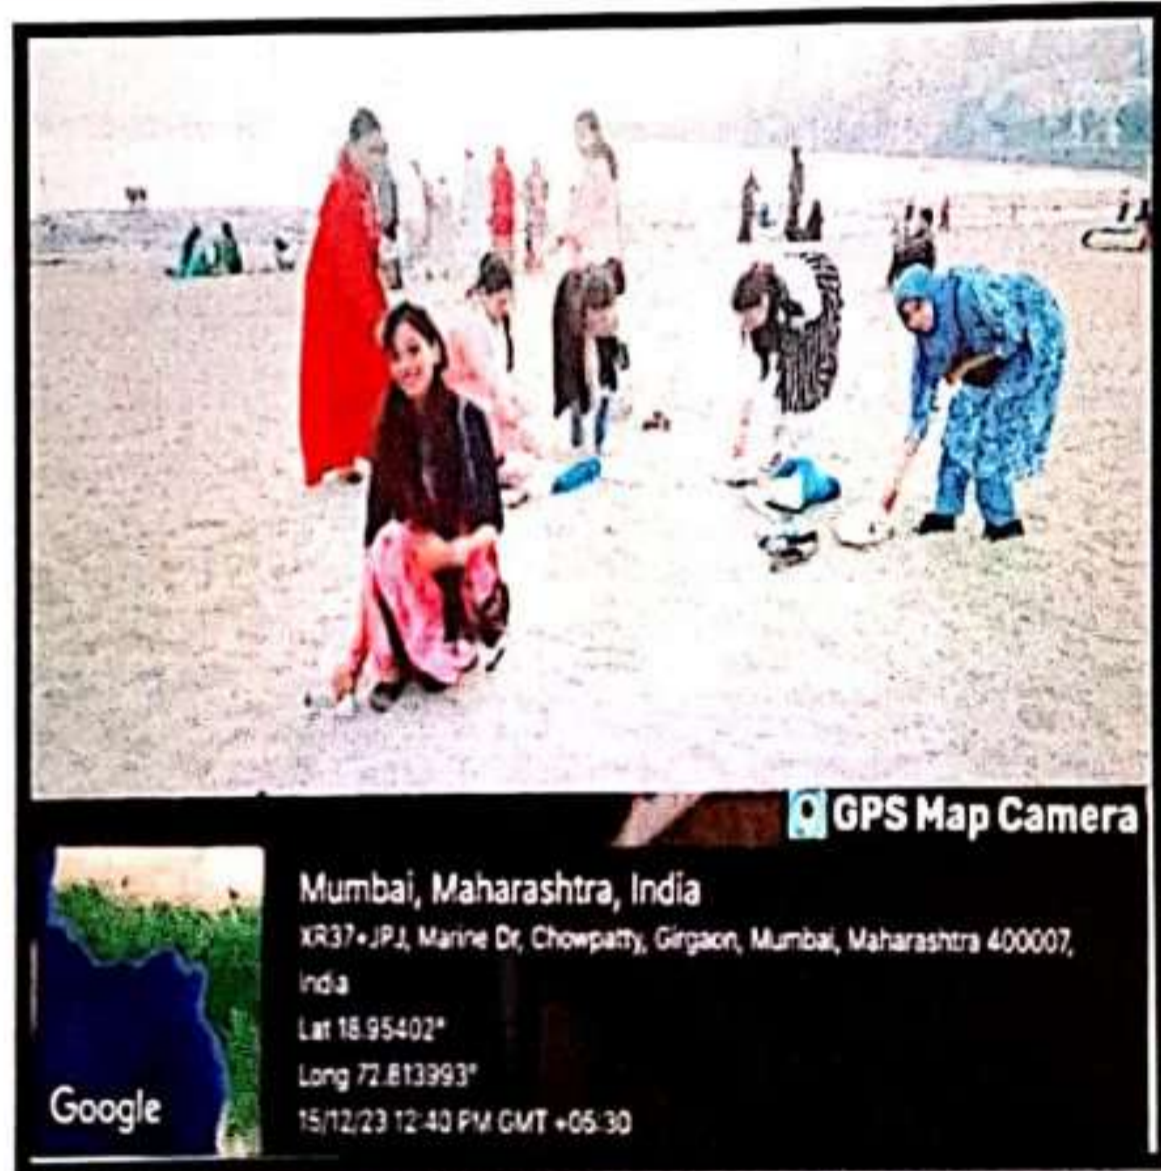 GPS Map Camera
Mumbai, Maharashtra, India
XR37+JPJ, Marine Dr, Chowpatty, Girgaon, Mumbai, Maharashtra 400007,
India
Lat 18.95402°
Long 72.813993°
15/12/23 12:40 PM GMT +05:30
Google